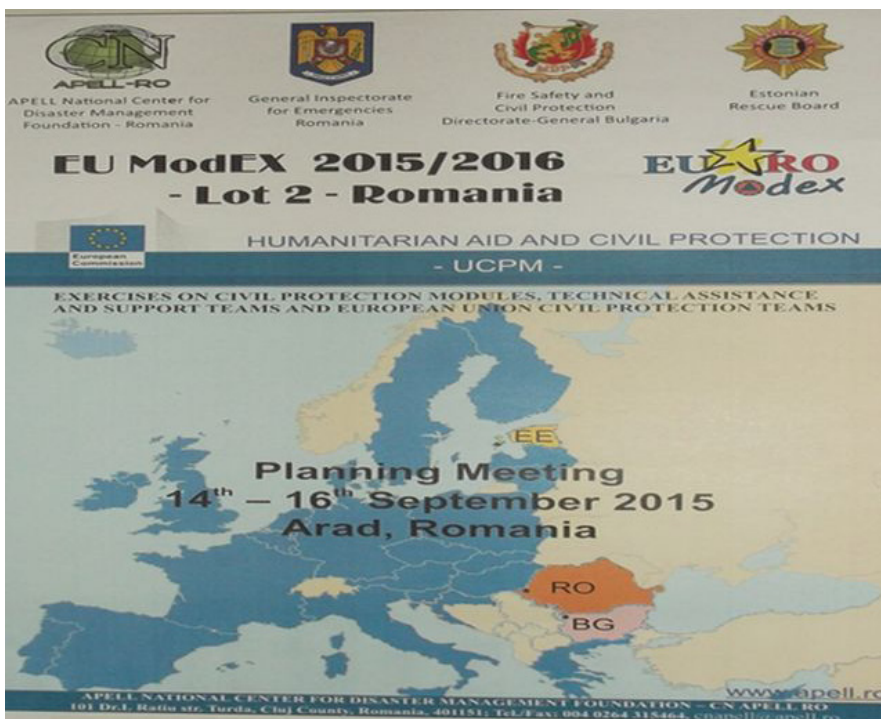 CN
APELL-RO
APELL National Center for
Disaster Management
Foundation - Romania
General Inspectorate
for Emergencies
Romania
Fire Safety and
Civil Protection
Directorate-General Bulgaria
Estonian
Rescue Board
EU ModEX 2015/2016
- Lot 2 - Romania
EURO
Modex
European
Commission
HUMANITARIAN AID AND CIVIL PROTECTION
- UCPM -
EXERCISES ON CIVIL PROTECTION MODULES, TECHNICAL ASSISTANCE
AND SUPPORT TEAMS AND EUROPEAN UNION CIVIL PROTECTION TEAMS
EE
Planning Meeting
14th – 16th September 2015
Arad, Romania
RO
BG
www.apell.ro
APELL NATIONAL CENTER FOR DISASTER MANAGEMENT FOUNDATION – CN APELL RO
101 Dr.I. Ratiu str. Turda, Cluj County, Romania, 401151; Tel./Fax: 004 0264 315464